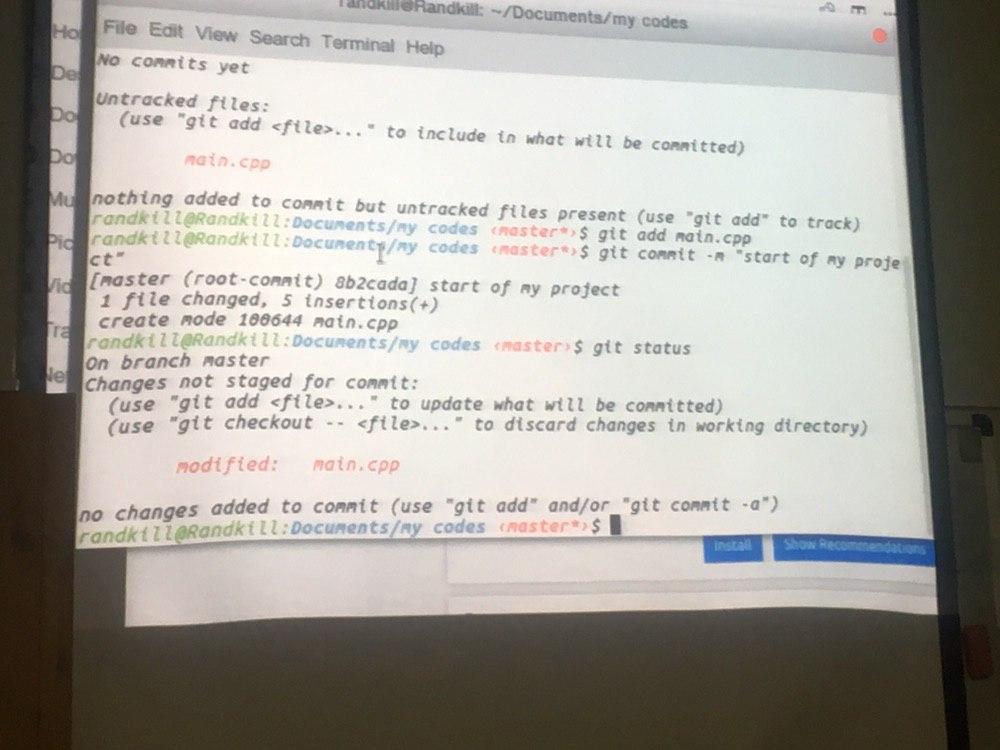 randkill@Randkill: ~/Documents/my codes
File Edit View Search Terminal Help
No commits yet
Untracked files:
(use "git add <file>..." to include in what will be committed)
main.cpp
nothing added to commit but untracked files present (use "git add" to track)
randkill@Randkill:Documents/my codes ‹master*›$ git add main.cpp
randkill@Randkill:Documents/my codes ‹master*›$ git commit -m "start of my proje
ct"
[master (root-commit) 8b2cada] start of my project
1 file changed, 5 insertions(+)
create mode 100644 main.cpp
randkill@Randkill:Documents/my codes ‹master›$ git status
On branch master
Changes not staged for commit:
(use "git add <file>..." to update what will be committed)
(use "git checkout -- <file>..." to discard changes in working directory)
modified: main.cpp
no changes added to commit (use "git add" and/or "git commit -a")
randkill@Randkill:Documents/my codes ‹master*›$
Ho
De
Do
Do
Mu
Pic
Vid
Tra
Install
Show Recommendations